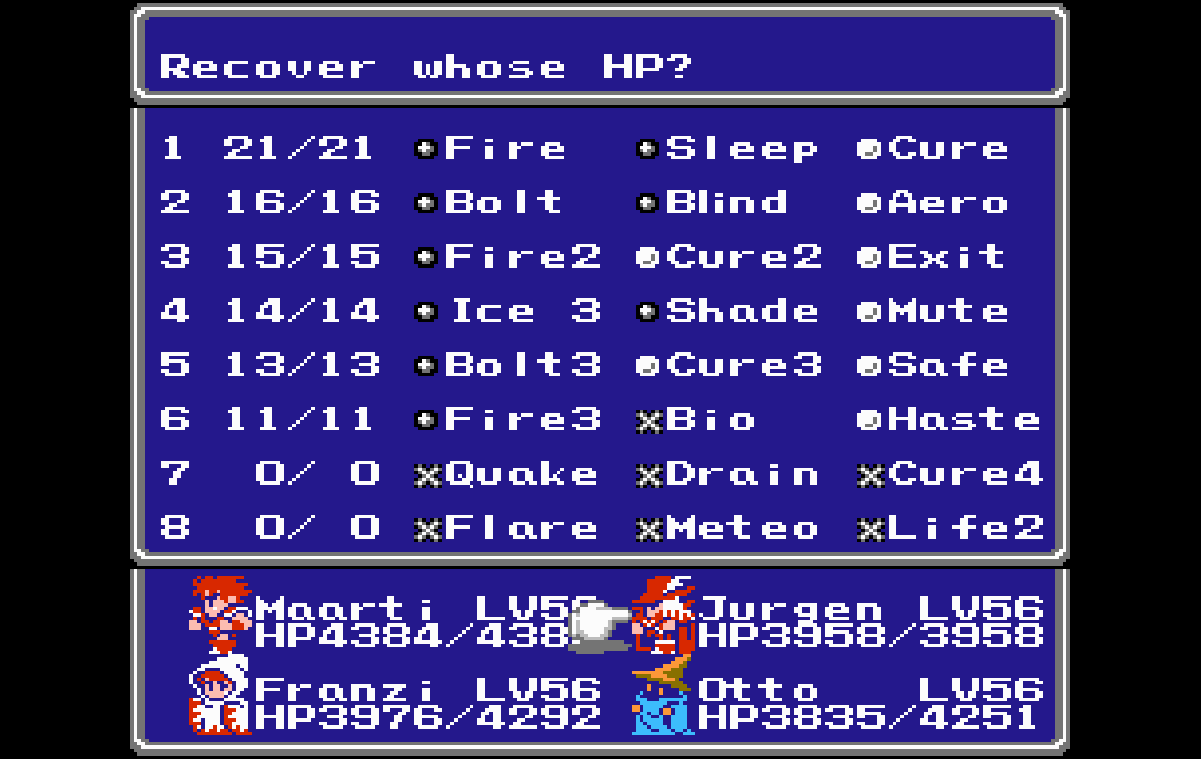 Recover whose HP?
1 21/21 Fire Sleep Cure
2 16/16 Bolt Blind Aero
3 15/15 Fire2 Cure2 Exit
4 14/14 Ice 3 Shade Mute
5 13/13 Bolt3 Cure3 Safe
6 11/11 Fire3 Bio Haste
7 0/ 0 Quake Drain Cure4
8 0/ 0 Flare Meteo Life2
Maarti LV56 Jurgen LV56
HP4384/438 HP3958/3958
Franzi LV56 Otto LV56
HP3976/4292 HP3835/4251